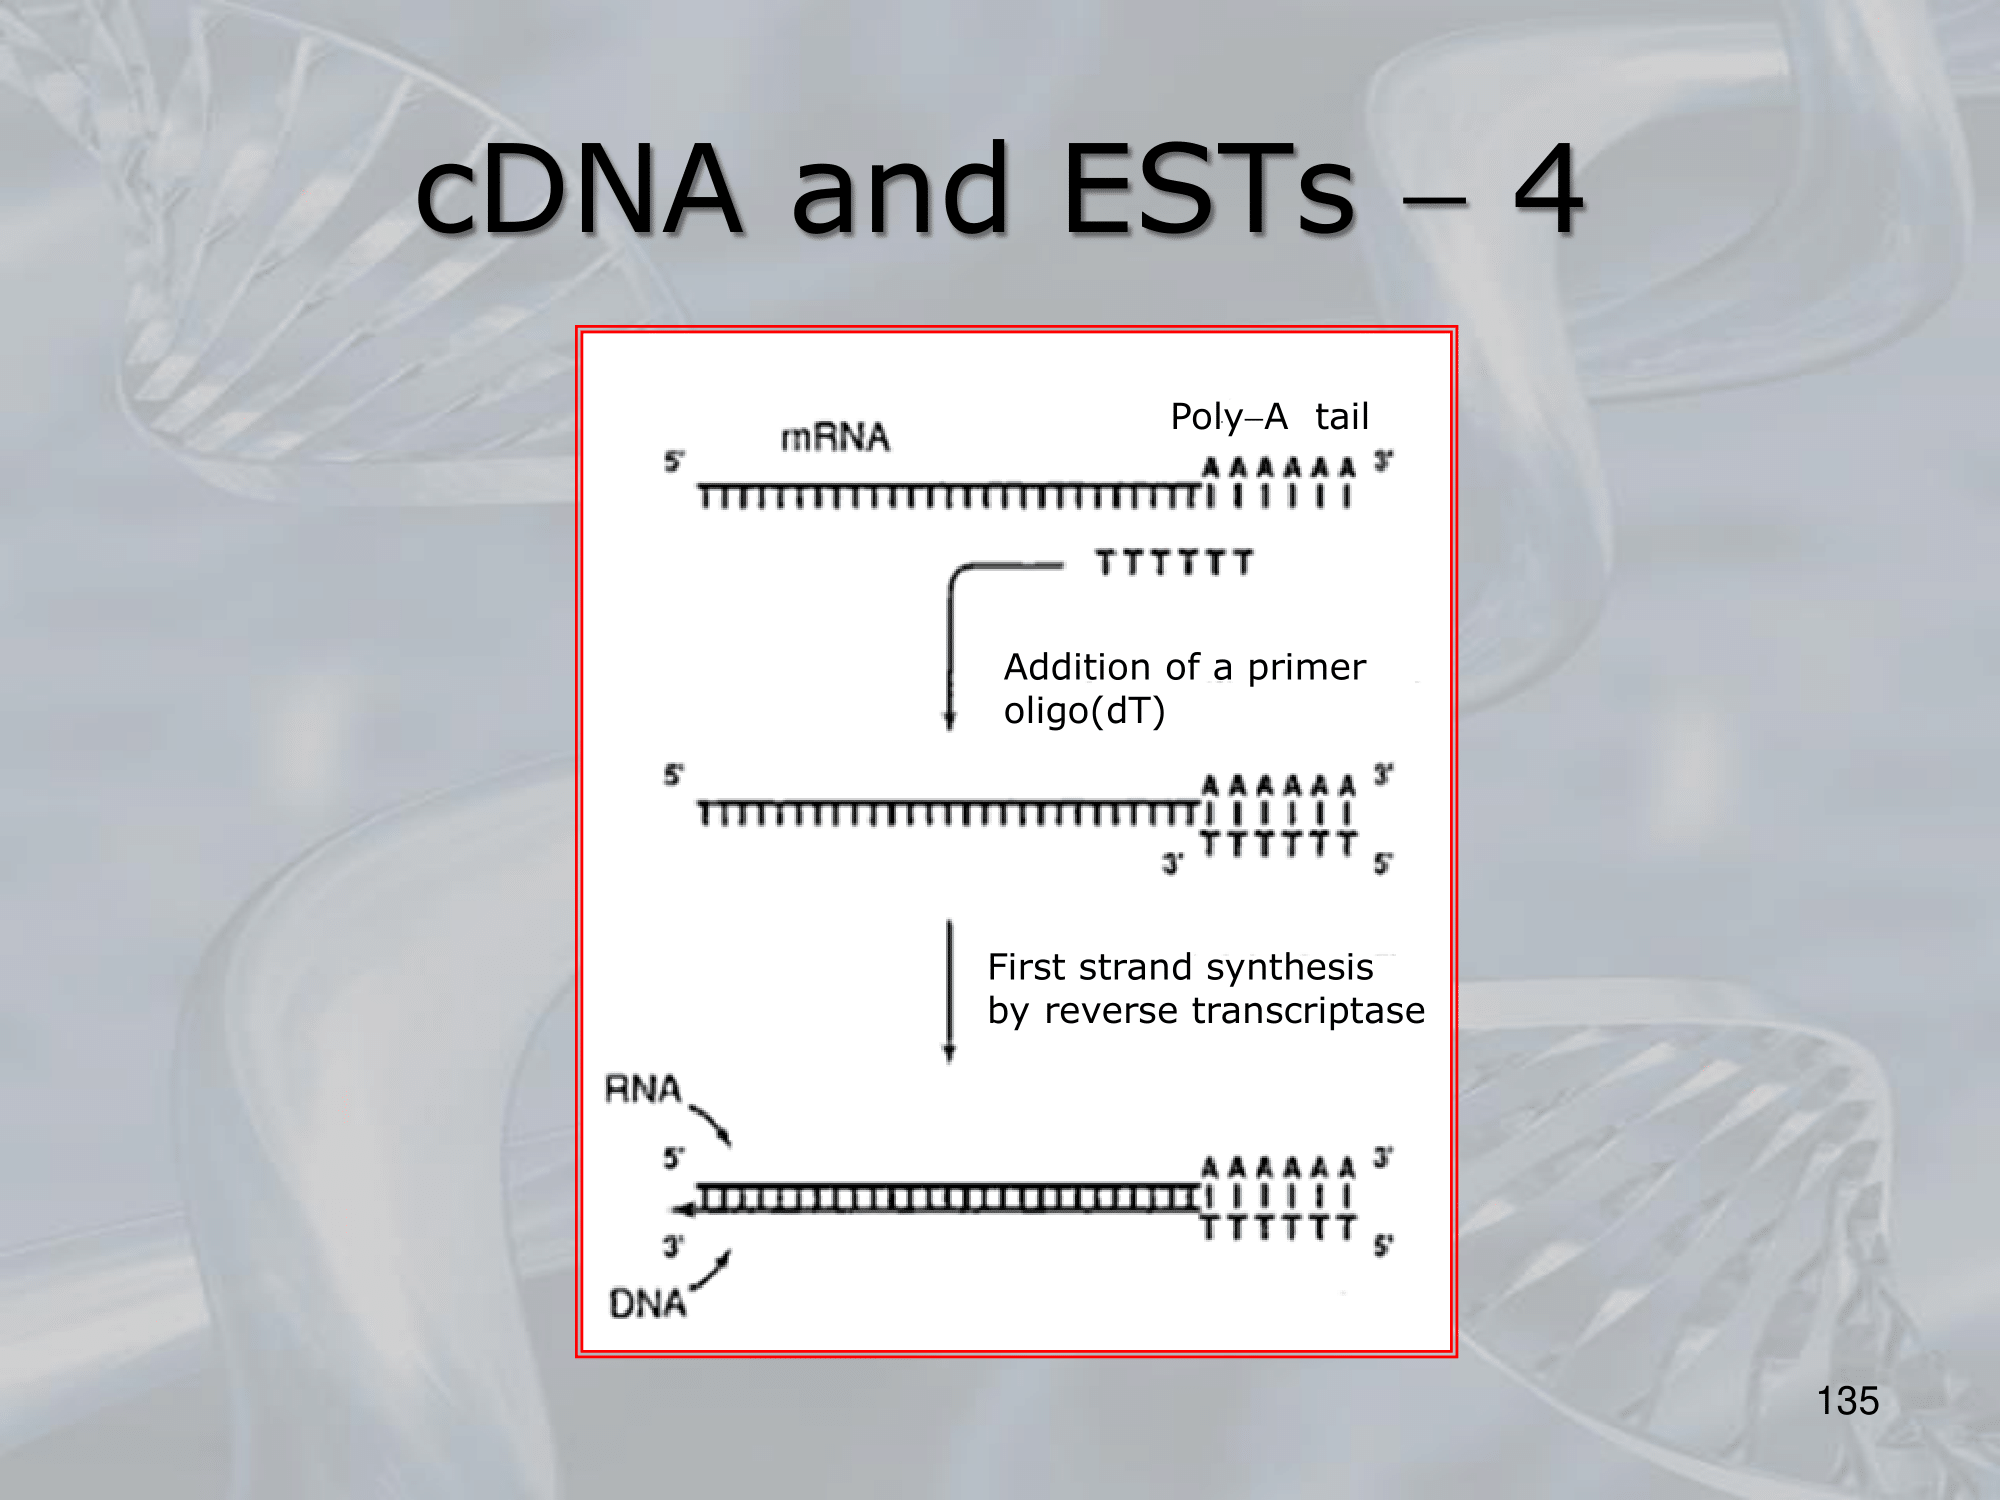 cDNA and ESTs – 4
Poly–A tail
mRNA
5' AAAAAA 3'
TTTTTT
Addition of a primer
oligo(dT)
5' AAAAAA 3'
3' TTTTTT 5'
First strand synthesis
by reverse transcriptase
RNA
5' AAAAAA 3'
3' TTTTTT 5'
DNA
135